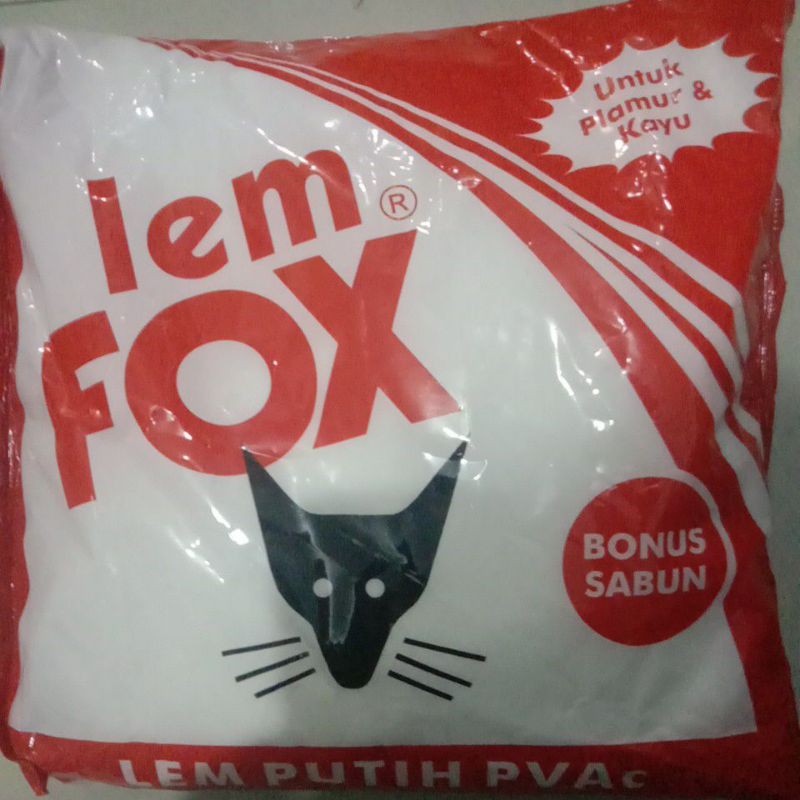 Untuk
Plamur &
Kayu
lem ®
FOX
BONUS
SABUN
LEM PUTIH PVAc